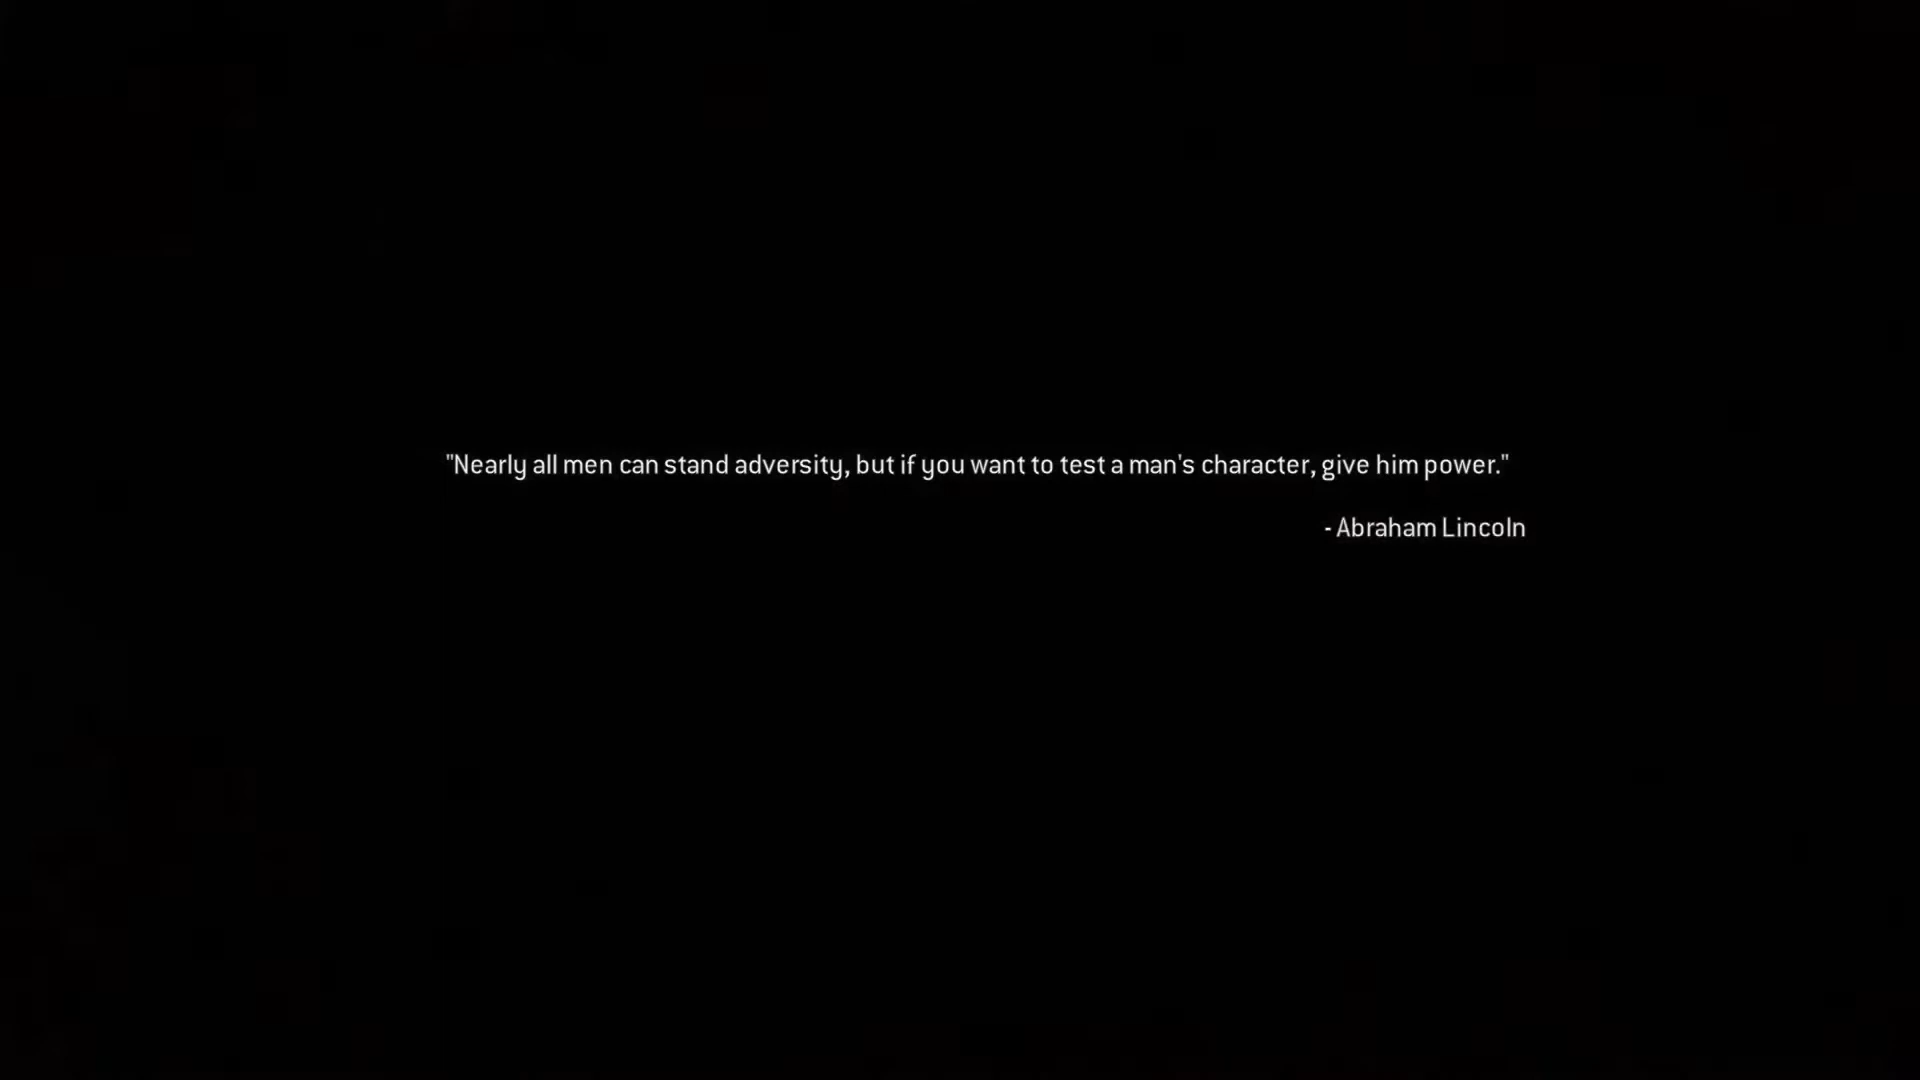 "Nearly all men can stand adversity, but if you want to test a man's character, give him power."
- Abraham Lincoln